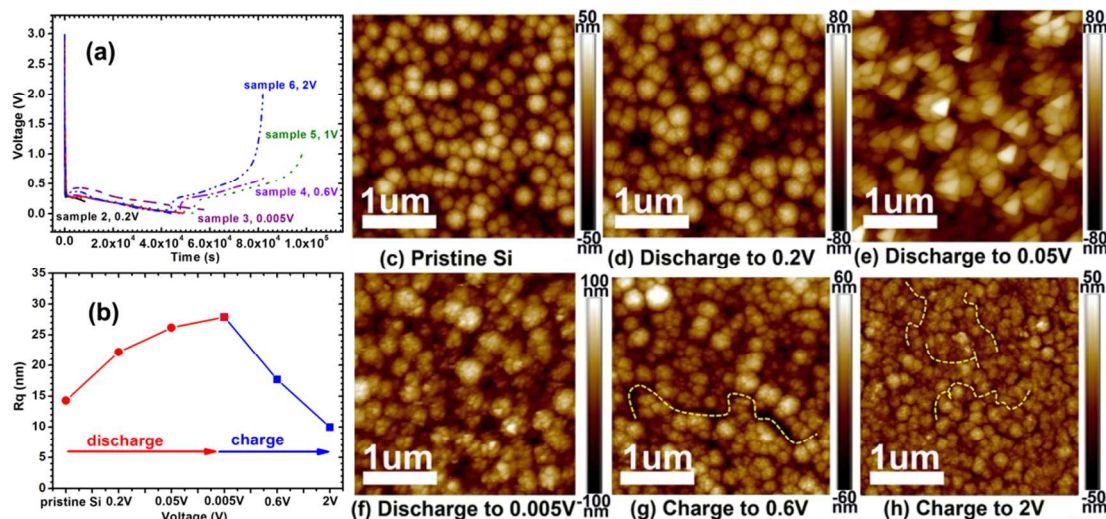 (a)
Voltage (V)
3.0
2.5
2.0
1.5
1.0
0.5
0.0
sample 6, 2V
sample 5, 1V
sample 4, 0.6V
sample 2, 0.2V
sample 3, 0.005V
0.0 2.0x10⁴ 4.0x10⁴ 6.0x10⁴ 8.0x10⁴ 1.0x10⁵
Time (s)
(b)
Rq (nm)
35
30
25
20
15
10
5
0
discharge
charge
pristine Si 0.2V 0.05V 0.005V 0.6V 2V
Voltage (V)
50
nm
1um
-50
nm
(c) Pristine Si
80
nm
1um
-80
nm
(d) Discharge to 0.2V
80
nm
1um
-80
nm
(e) Discharge to 0.05V
100
nm
1um
-100
nm
(f) Discharge to 0.005V
60
nm
1um
-60
nm
(g) Charge to 0.6V
50
nm
1um
-50
nm
(h) Charge to 2V